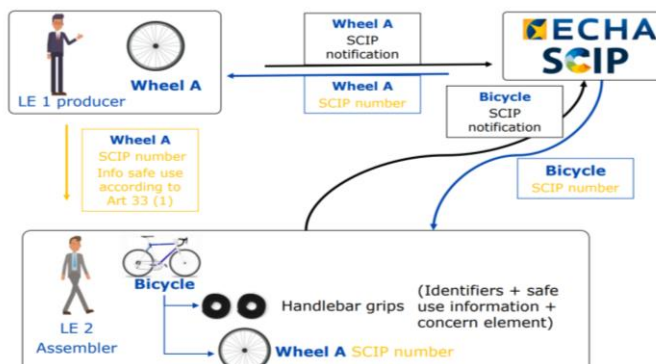 Wheel A
LE 1 producer
Wheel A
SCIP
notification
Wheel A
SCIP number
ECHA
SCIP
Bicycle
SCIP
notification
Bicycle
SCIP number
Wheel A
SCIP number
Info safe use
according to
Art 33 (1)
LE 2
Assembler
Bicycle
Handlebar grips
(Identifiers + safe
use information +
concern element)
Wheel A SCIP number